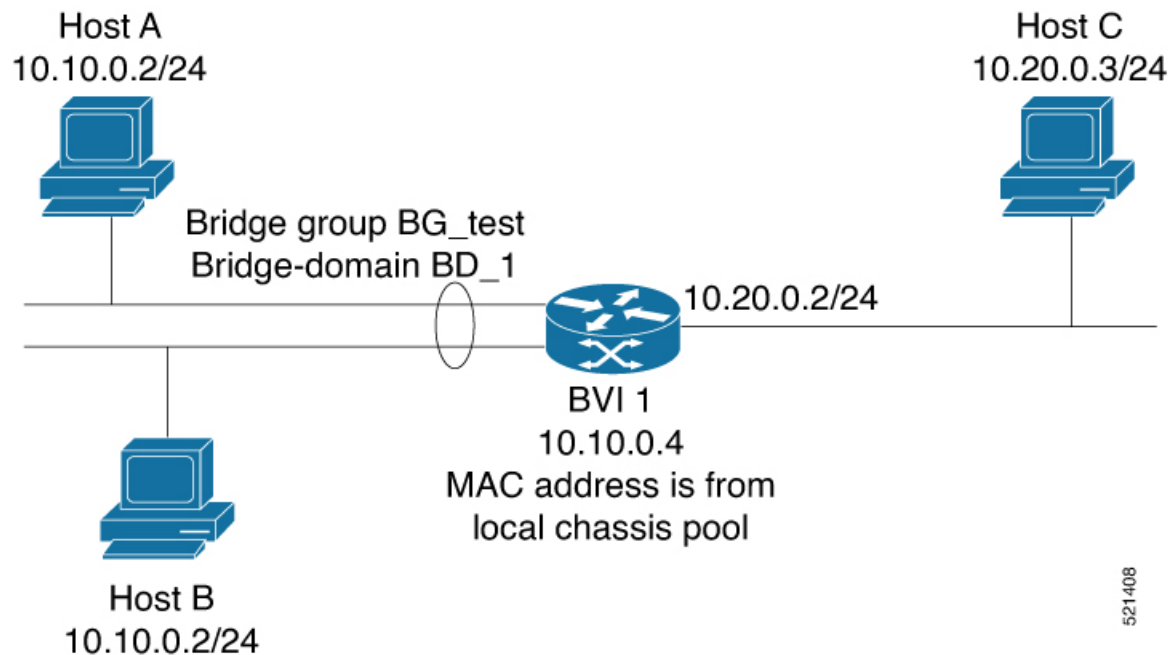 Host A
10.10.0.2/24
Host C
10.20.0.3/24
Bridge group BG_test
Bridge-domain BD_1
10.20.0.2/24
BVI 1
10.10.0.4
MAC address is from
local chassis pool
Host B
10.10.0.2/24
521408